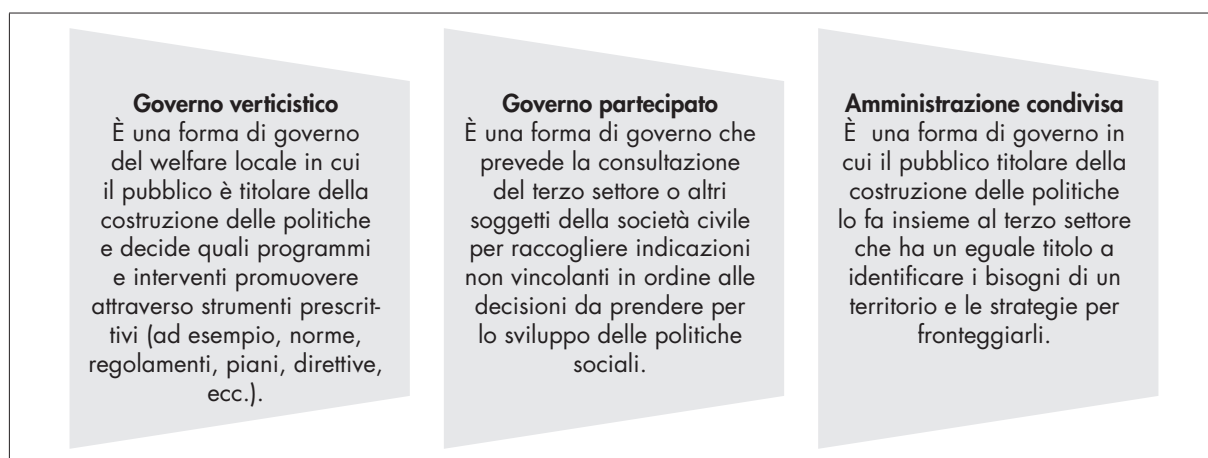 Governo verticistico
È una forma di governo
del welfare locale in cui
il pubblico è titolare della
costruzione delle politiche
e decide quali programmi
e interventi promuovere
attraverso strumenti prescrit-
tivi (ad esempio, norme,
regolamenti, piani, direttive,
ecc.).
Governo partecipato
È una forma di governo che
prevede la consultazione
del terzo settore o altri
soggetti della società civile
per raccogliere indicazioni
non vincolanti in ordine alle
decisioni da prendere per
lo sviluppo delle politiche
sociali.
Amministrazione condivisa
È una forma di governo in
cui il pubblico titolare della
costruzione delle politiche
lo fa insieme al terzo settore
che ha un eguale titolo a
identificare i bisogni di un
territorio e le strategie per
fronteggiarli.